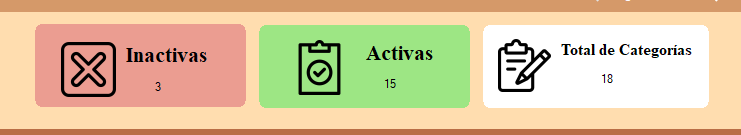 Inactivas
3
Activas
15
Total de Categorías
18